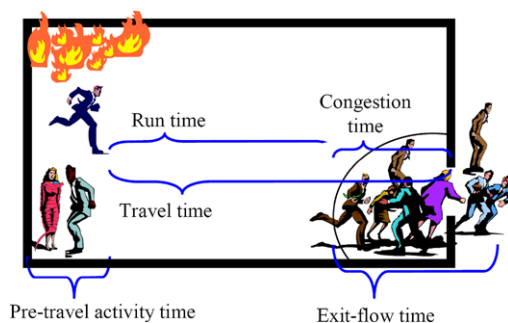 Run time
Congestion
time
Travel time
Pre-travel activity time
Exit-flow time